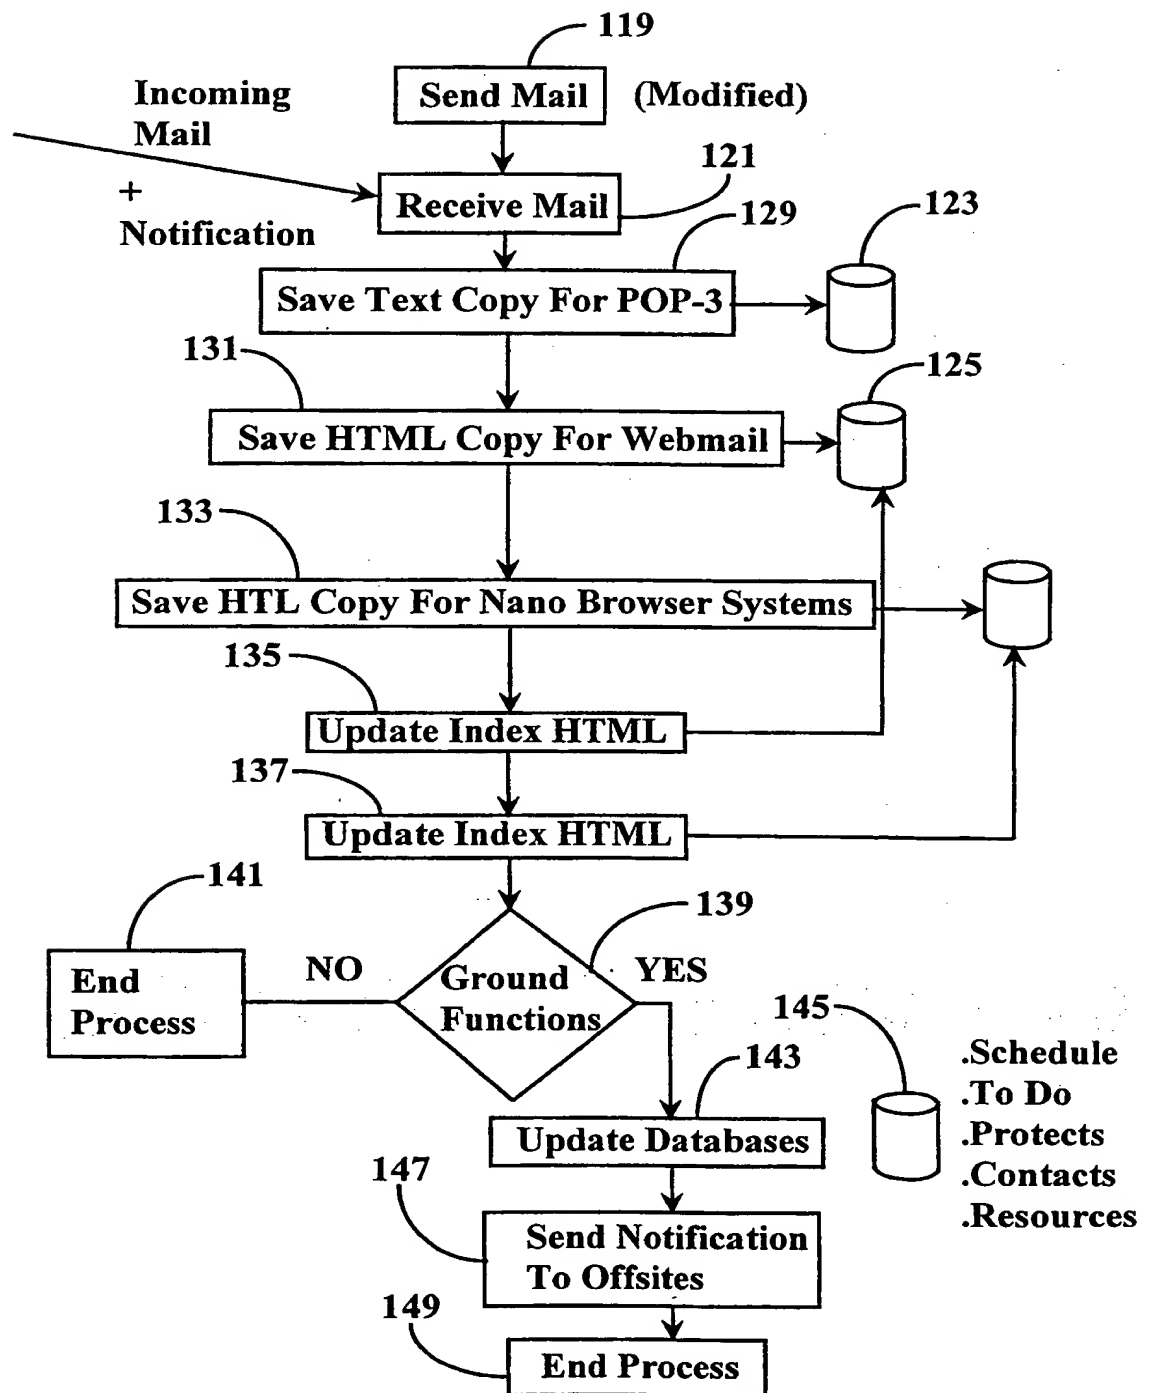 119
Send Mail
(Modified)
Incoming
Mail
+
Notification
121
Receive Mail
129
123
Save Text Copy For POP-3
131
125
Save HTML Copy For Webmail
133
Save HTL Copy For Nano Browser Systems
135
Update Index HTML
137
Update Index HTML
141
139
End
Process
NO
Ground
Functions
YES
145
.Schedule
.To Do
.Protects
.Contacts
.Resources
143
Update Databases
147
Send Notification
To Offsites
149
End Process